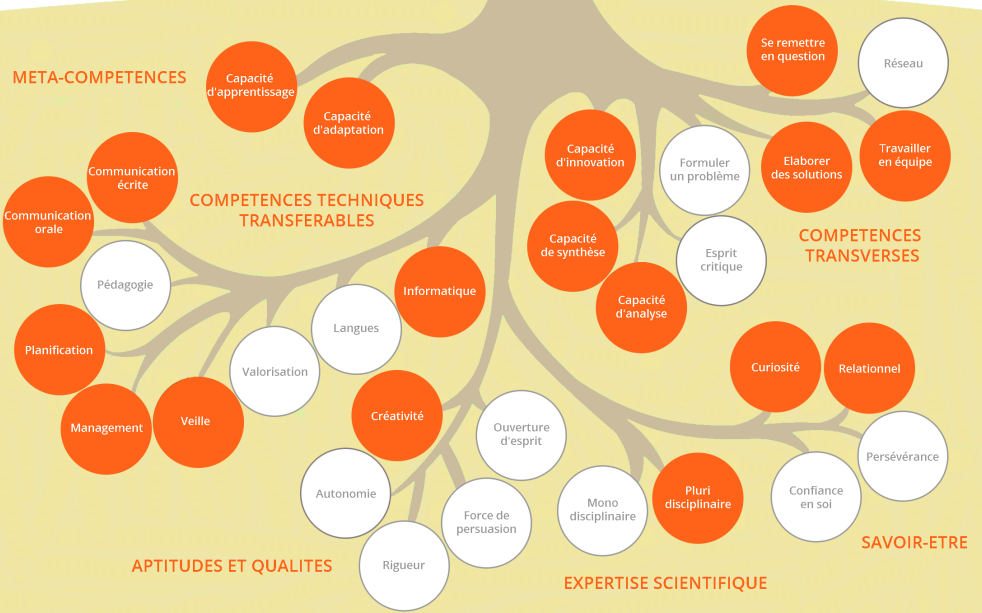 META-COMPETENCES
Capacité
d'apprentissage
Capacité
d'adaptation
Se remettre
en question
Réseau
Capacité
d'innovation
Formuler
un problème
Elaborer
des solutions
Travailler
en équipe
Communication
écrite
Communication
orale
COMPETENCES TECHNIQUES
TRANSFERABLES
Capacité
de synthèse
Esprit
critique
COMPETENCES
TRANSVERSES
Pédagogie
Informatique
Capacité
d'analyse
Langues
Planification
Valorisation
Curiosité
Relationnel
Management
Veille
Créativité
Ouverture
d'esprit
Persévérance
Autonomie
Force de
persuasion
Mono
disciplinaire
Pluri
disciplinaire
Confiance
en soi
Rigueur
SAVOIR-ETRE
APTITUDES ET QUALITES
EXPERTISE SCIENTIFIQUE